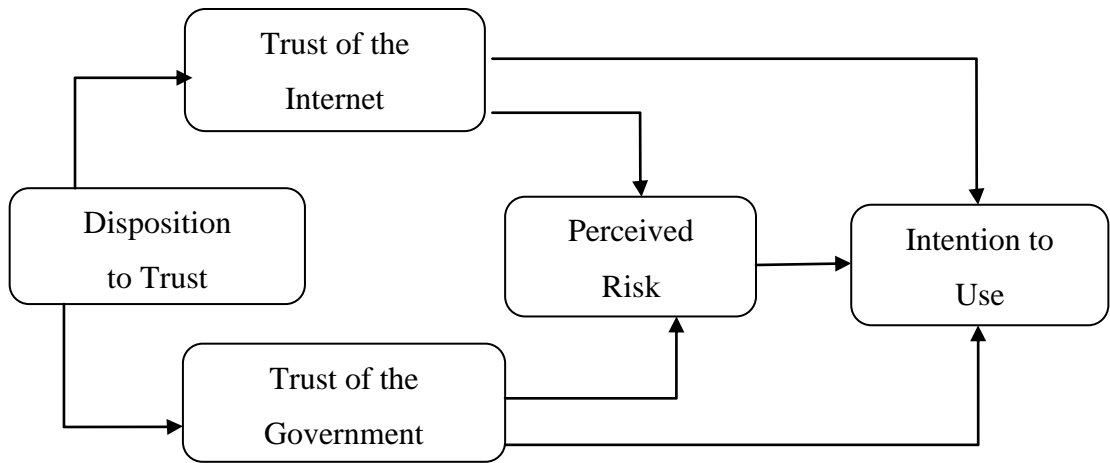 Trust of the
Internet
Disposition
to Trust
Perceived
Risk
Intention to
Use
Trust of the
Government